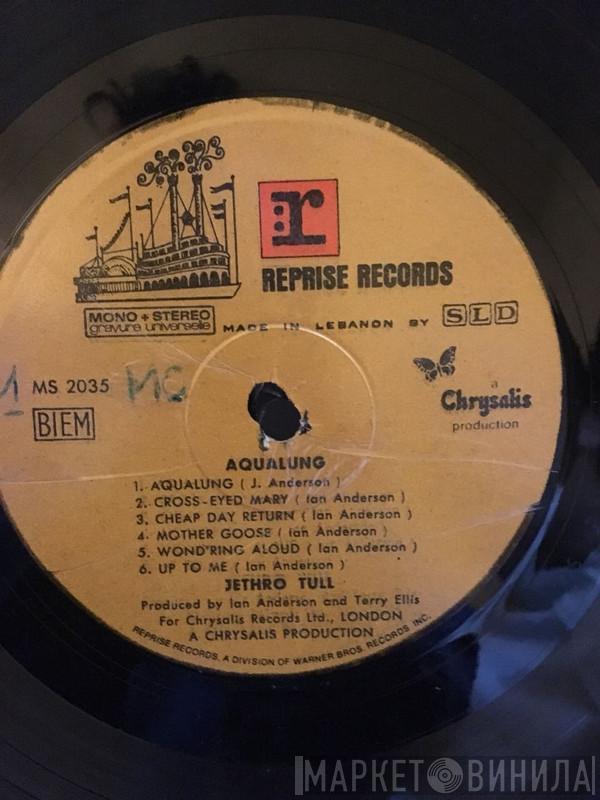 r
REPRISE RECORDS
MONO + STEREO
gravure universelle
MADE IN LEBANON BY SLD
MS 2035
BIEM
a
Chrysalis
production
AQUALUNG
1. AQUALUNG ( J. Anderson )
2. CROSS-EYED MARY ( Ian Anderson )
3. CHEAP DAY RETURN ( Ian Anderson )
4. MOTHER GOOSE ( Ian Anderson )
5. WOND'RING ALOUD ( Ian Anderson )
6. UP TO ME ( Ian Anderson )
JETHRO TULL
Produced by Ian Anderson and Terry Ellis
For Chrysalis Records Ltd., LONDON
A CHRYSALIS PRODUCTION
REPRISE RECORDS, A DIVISION OF WARNER BROS. RECORDS INC.
МАРКЕТ ВИНИЛА